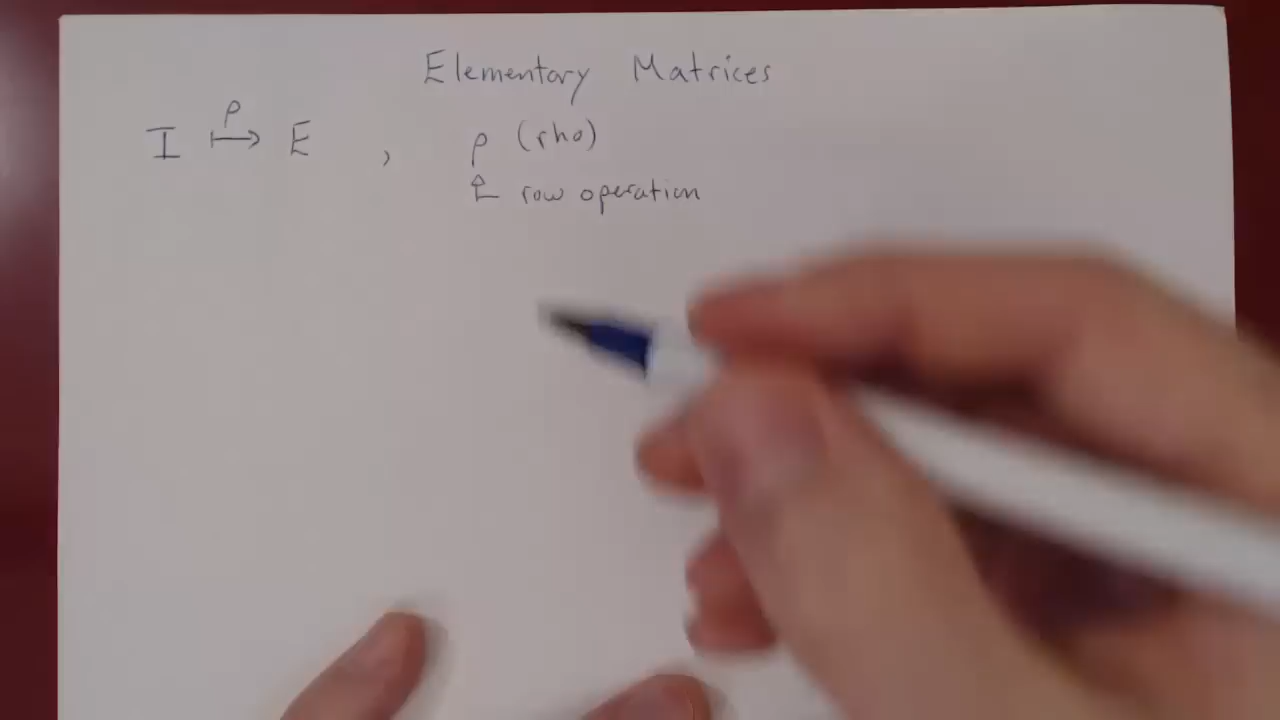 Elementary Matrices
I ρ↦ E , ρ (rho)
↑ row operation